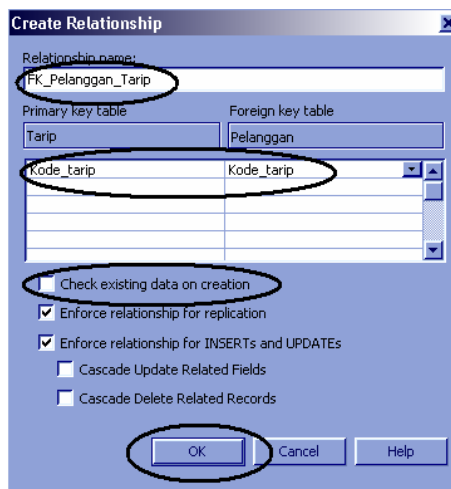 Create Relationship
Relationship name:
FK_Pelanggan_Tarip
Primary key table Foreign key table
Tarip Pelanggan
Kode_tarip Kode_tarip
Check existing data on creation
Enforce relationship for replication
Enforce relationship for INSERTs and UPDATEs
Cascade Update Related Fields
Cascade Delete Related Records
OK Cancel Help